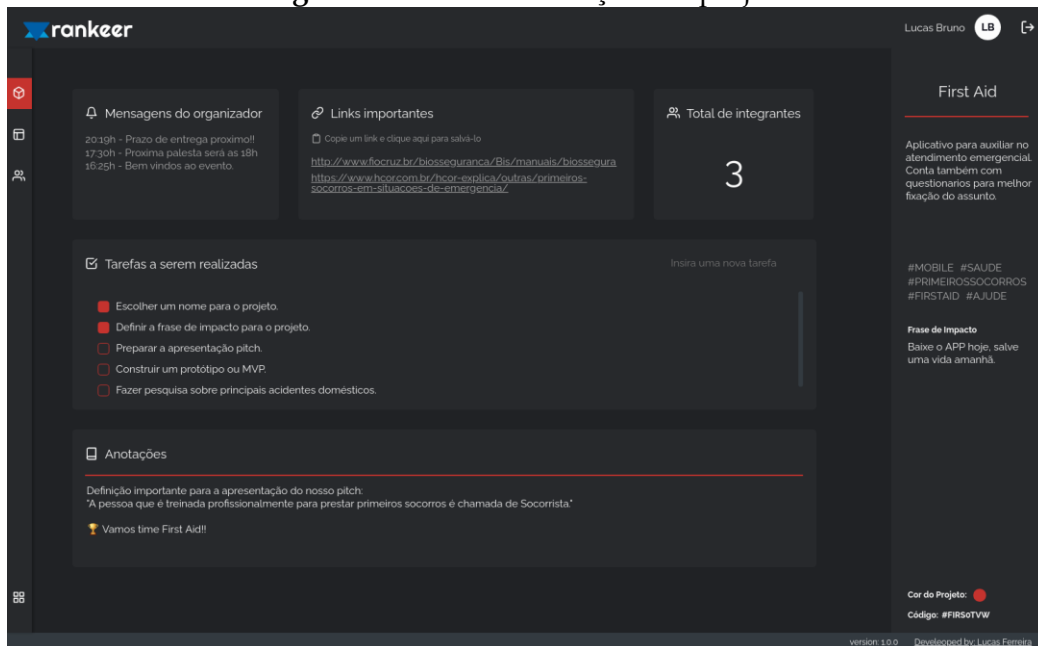 rankeer
Lucas Bruno
LB
Mensagens do organizador
20:19h - Prazo de entrega proximo!!
17:30h - Proxima palesta será as 18h
16:25h - Bem vindos ao evento.
Links importantes
Copie um link e clique aqui para salvá-lo
http://www.fiocruz.br/biosseguranca/Bis/manuais/biossegura
https://www.hcor.com.br/hcor-explica/outras/primeiros-
socorros-em-situacoes-de-emergencia/
Total de integrantes
3
Tarefas a serem realizadas
Insira uma nova tarefa
Escolher um nome para o projeto.
Definir a frase de impacto para o projeto.
Preparar a apresentação pitch.
Construir um protótipo ou MVP.
Fazer pesquisa sobre principais acidentes domésticos.
Anotações
Definição importante para a apresentação do nosso pitch:
"A pessoa que é treinada profissionalmente para prestar primeiros socorros é chamada de Socorrista."
🏆 Vamos time First Aid!!
First Aid
Aplicativo para auxiliar no
atendimento emergencial.
Conta também com
questionarios para melhor
fixação do assunto.
#MOBILE #SAUDE
#PRIMEIROSSOCORROS
#FIRSTAID #AJUDE
Frase de Impacto
Baixe o APP hoje, salve
uma vida amanhã.
Cor do Projeto:
Código: #FIRS0TVW
version: 1.0.0
Develeoped by: Lucas Ferreira